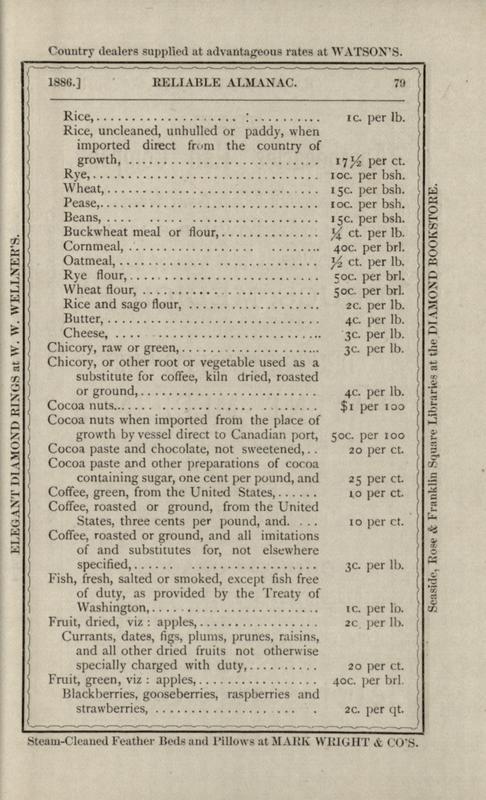 Country dealers supplied at advantageous rates at WATSON'S.
1886.] RELIABLE ALMANAC. 79
Rice, 1c. per lb.
Rice, uncleaned, unhulled or paddy, when
imported direct from the country of
growth, 17½ per ct.
Rye, 10c. per bsh.
Wheat, 15c. per bsh.
Pease, 10c. per bsh.
Beans, 15c. per bsh.
Buckwheat meal or flour, ¼ ct. per lb.
Cornmeal, 40c. per brl.
Oatmeal, ½ ct. per lb.
Rye flour, 50c. per brl.
Wheat flour, 50c. per brl.
Rice and sago flour, 2c. per lb.
Butter, 4c. per lb.
Cheese, 3c. per lb.
Chicory, raw or green, 3c. per lb.
Chicory, or other root or vegetable used as a
substitute for coffee, kiln dried, roasted
or ground, 4c. per lb.
Cocoa nuts... $1 per 100
Cocoa nuts when imported from the place of
growth by vessel direct to Canadian port, 50c. per 100
Cocoa paste and chocolate, not sweetened, 20 per ct.
Cocoa paste and other preparations of cocoa
containing sugar, one cent per pound, and 25 per ct.
Coffee, green, from the United States, 10 per ct.
Coffee, roasted or ground, from the United
States, three cents per pound, and. 10 per ct.
Coffee, roasted or ground, and all imitations
of and substitutes for, not elsewhere
specified, 3c. per lb.
Fish, fresh, salted or smoked, except fish free
of duty, as provided by the Treaty of
Washington, 1c. per lb.
Fruit, dried, viz : apples, 2c. per lb.
Currants, dates, figs, plums, prunes, raisins,
and all other dried fruits not otherwise
specially charged with duty, 20 per ct.
Fruit, green, viz : apples, 40c. per brl.
Blackberries, gooseberries, raspberries and
strawberries, 2c. per qt.
Steam-Cleaned Feather Beds and Pillows at MARK WRIGHT & CO'S.
ELEGANT DIAMOND RINGS at W. W. WELLNER'S.
Seaside, Rose & Franklin Square Libraries at the DIAMOND BOOKSTORE.